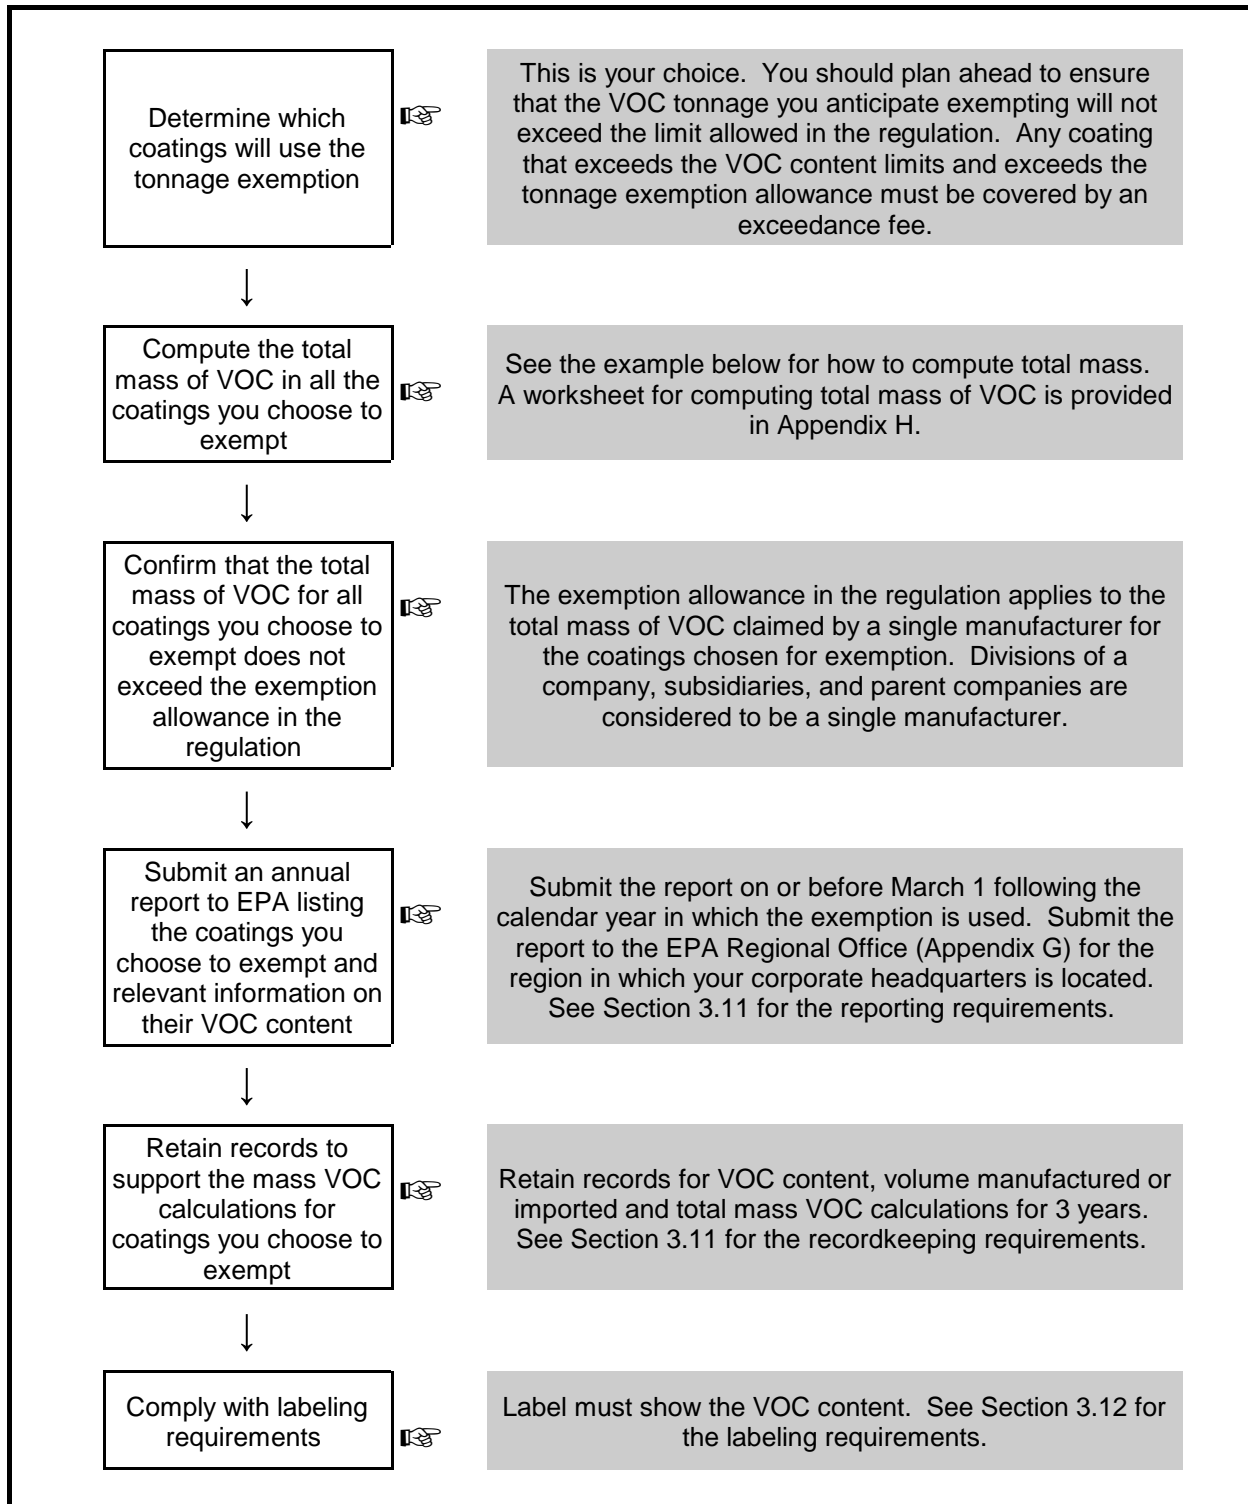 Determine which
coatings will use the
tonnage exemption
This is your choice. You should plan ahead to ensure
that the VOC tonnage you anticipate exempting will not
exceed the limit allowed in the regulation. Any coating
that exceeds the VOC content limits and exceeds the
tonnage exemption allowance must be covered by an
exceedance fee.
Compute the total
mass of VOC in all the
coatings you choose to
exempt
See the example below for how to compute total mass.
A worksheet for computing total mass of VOC is provided
in Appendix H.
Confirm that the total
mass of VOC for all
coatings you choose to
exempt does not
exceed the exemption
allowance in the
regulation
The exemption allowance in the regulation applies to the
total mass of VOC claimed by a single manufacturer for
the coatings chosen for exemption. Divisions of a
company, subsidiaries, and parent companies are
considered to be a single manufacturer.
Submit an annual
report to EPA listing
the coatings you
choose to exempt and
relevant information on
their VOC content
Submit the report on or before March 1 following the
calendar year in which the exemption is used. Submit the
report to the EPA Regional Office (Appendix G) for the
region in which your corporate headquarters is located.
See Section 3.11 for the reporting requirements.
Retain records to
support the mass VOC
calculations for
coatings you choose to
exempt
Retain records for VOC content, volume manufactured or
imported and total mass VOC calculations for 3 years.
See Section 3.11 for the recordkeeping requirements.
Comply with labeling
requirements
Label must show the VOC content. See Section 3.12 for
the labeling requirements.